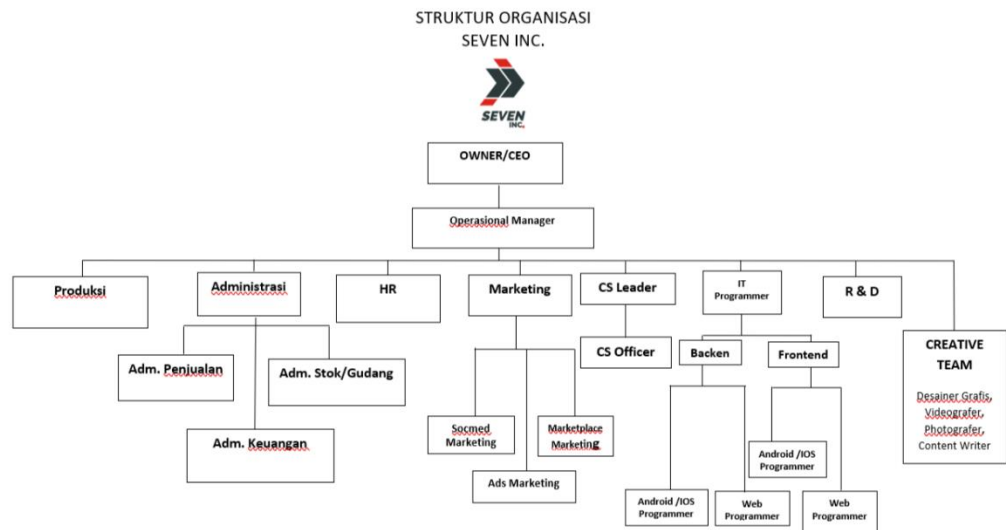 STRUKTUR ORGANISASI
SEVEN INC.
SEVEN
INC.
OWNER/CEO
Operasional Manager
Produksi
Administrasi
HR
Marketing
CS Leader
IT
Programmer
R & D
Adm. Penjualan
Adm. Stok/Gudang
Adm. Keuangan
Socmed
Marketing
Marketplace
Marketing
Ads Marketing
CS Officer
Backen
Frontend
Android /IOS
Programmer
Web
Programmer
Android /IOS
Programmer
Web
Programmer
CREATIVE
TEAM
Desainer Grafis,
Videografer,
Photografer,
Content Writer